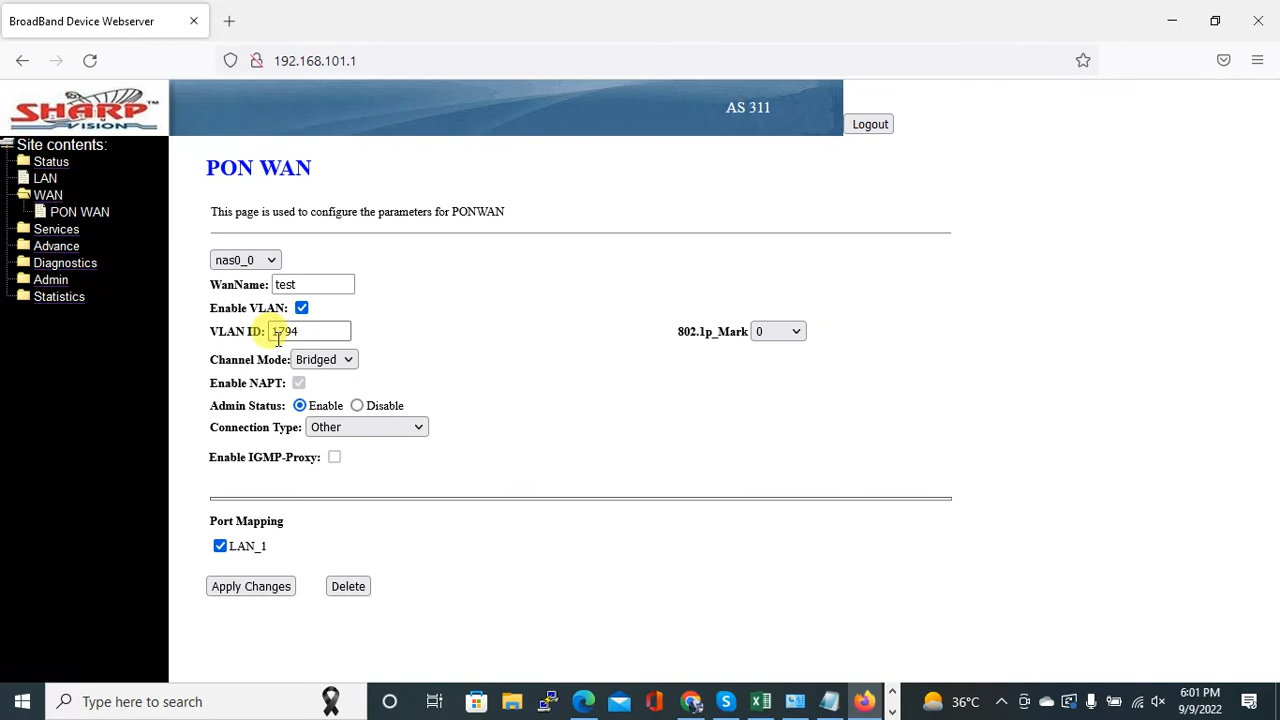 BroadBand Device Webserver
192.168.101.1
SHARP
VISION
AS 311
Logout
Site contents:
Status
LAN
WAN
PON WAN
Services
Advance
Diagnostics
Admin
Statistics
PON WAN
This page is used to configure the parameters for PONWAN
nas0_0
WanName: test
Enable VLAN:
VLAN ID: 1794 802.1p_Mark 0
Channel Mode: Bridged
Enable NAPT:
Admin Status: Enable Disable
Connection Type: Other
Enable IGMP-Proxy:
Port Mapping
LAN_1
Apply Changes Delete
Type here to search
36°C
6:01 PM
9/9/2022